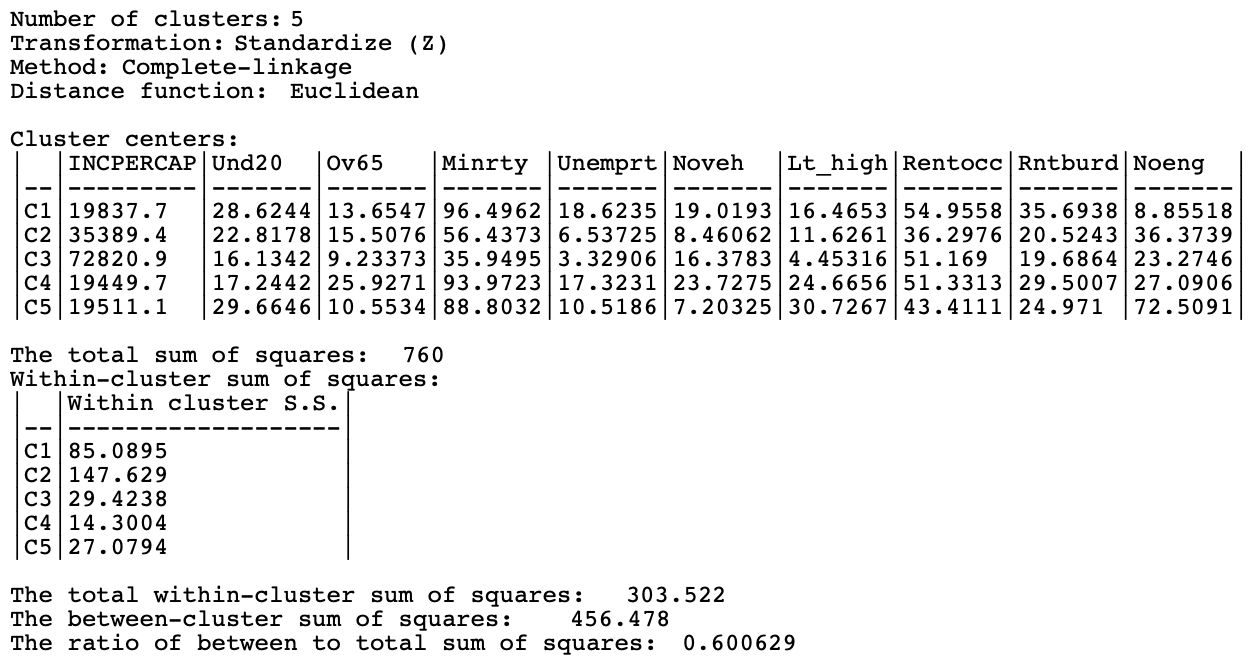 Number of clusters: 5
Transformation: Standardize (Z)
Method: Complete-linkage
Distance function:  Euclidean

Cluster centers:
|  |INCPERCAP|Und20  |Ov65   |Minrty |Unemprt|Noveh  |Lt_high|Rentocc|Rntburd|Noeng  |
|--|---------|-------|-------|-------|-------|-------|-------|-------|-------|-------|
|C1|19837.7  |28.6244|13.6547|96.4962|18.6235|19.0193|16.4653|54.9558|35.6938|8.85518|
|C2|35389.4  |22.8178|15.5076|56.4373|6.53725|8.46062|11.6261|36.2976|20.5243|36.3739|
|C3|72820.9  |16.1342|9.23373|35.9495|3.32906|16.3783|4.45316|51.169 |19.6864|23.2746|
|C4|19449.7  |17.2442|25.9271|93.9723|17.3231|23.7275|24.6656|51.3313|29.5007|27.0906|
|C5|19511.1  |29.6646|10.5534|88.8032|10.5186|7.20325|30.7267|43.4111|24.971 |72.5091|

The total sum of squares:  760
Within-cluster sum of squares:
|  |Within cluster S.S.|
|--|-------------------|
|C1|85.0895            |
|C2|147.629            |
|C3|29.4238            |
|C4|14.3004            |
|C5|27.0794            |

The total within-cluster sum of squares:  303.522
The between-cluster sum of squares:   456.478
The ratio of between to total sum of squares:  0.600629